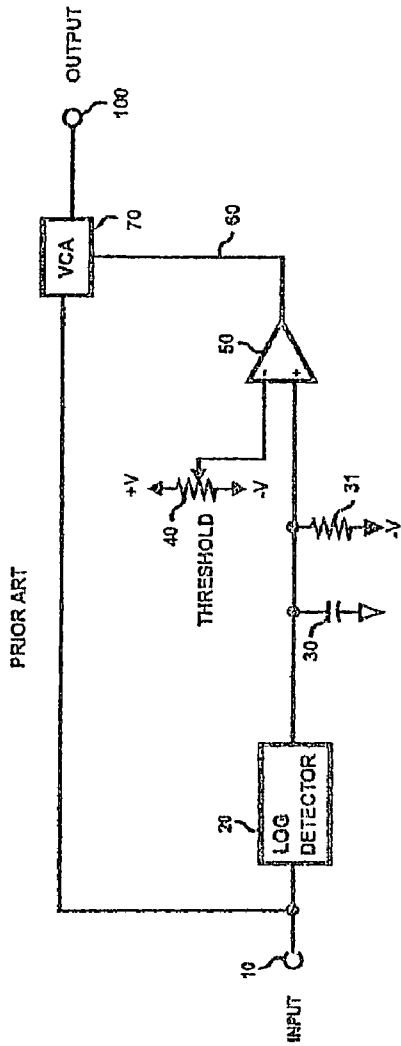 PRIOR ART
INPUT
10
20
LOG
DETECTOR
30
31
-V
+V
40
-V
THRESHOLD
-
+
50
60
VCA
70
100
OUTPUT